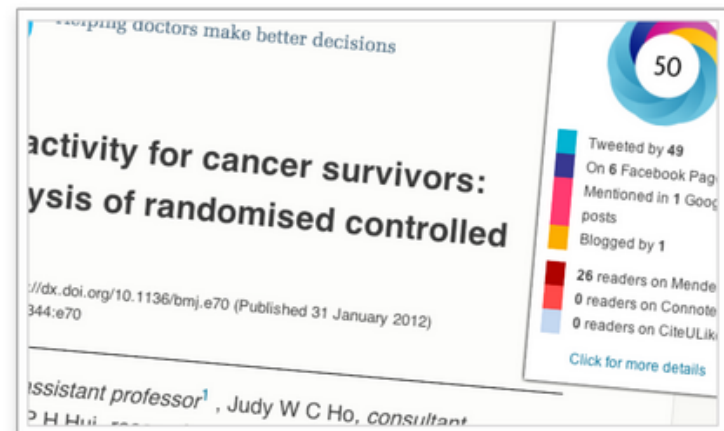 Helping doctors make better decisions
activity for cancer survivors:
ysis of randomised controlled
://dx.doi.org/10.1136/bmj.e70 (Published 31 January 2012)
344:e70
assistant professor1 , Judy W C Ho, consultant
P H Hui,
50
Tweeted by 49
On 6 Facebook Pag
Mentioned in 1 Goog
posts
Blogged by 1
26 readers on Mende
0 readers on Connote
0 readers on CiteULik
Click for more details